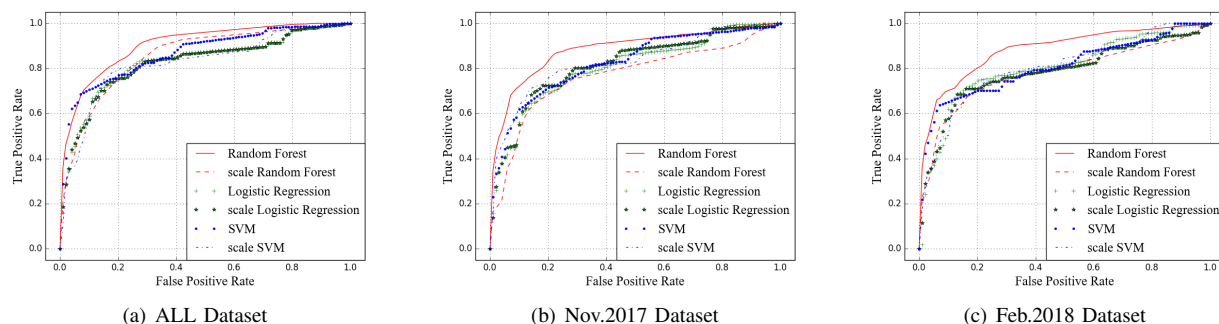 True Positive Rate
1.0
0.8
0.6
0.4
0.2
0.0
0.0 0.2 0.4 0.6 0.8 1.0
False Positive Rate
Random Forest
scale Random Forest
Logistic Regression
scale Logistic Regression
SVM
scale SVM
(a) ALL Dataset
True Positive Rate
1.0
0.8
0.6
0.4
0.2
0.0
0.0 0.2 0.4 0.6 0.8 1.0
False Positive Rate
Random Forest
scale Random Forest
Logistic Regression
scale Logistic Regression
SVM
scale SVM
(b) Nov.2017 Dataset
True Positive Rate
1.0
0.8
0.6
0.4
0.2
0.0
0.0 0.2 0.4 0.6 0.8 1.0
False Positive Rate
Random Forest
scale Random Forest
Logistic Regression
scale Logistic Regression
SVM
scale SVM
(c) Feb.2018 Dataset